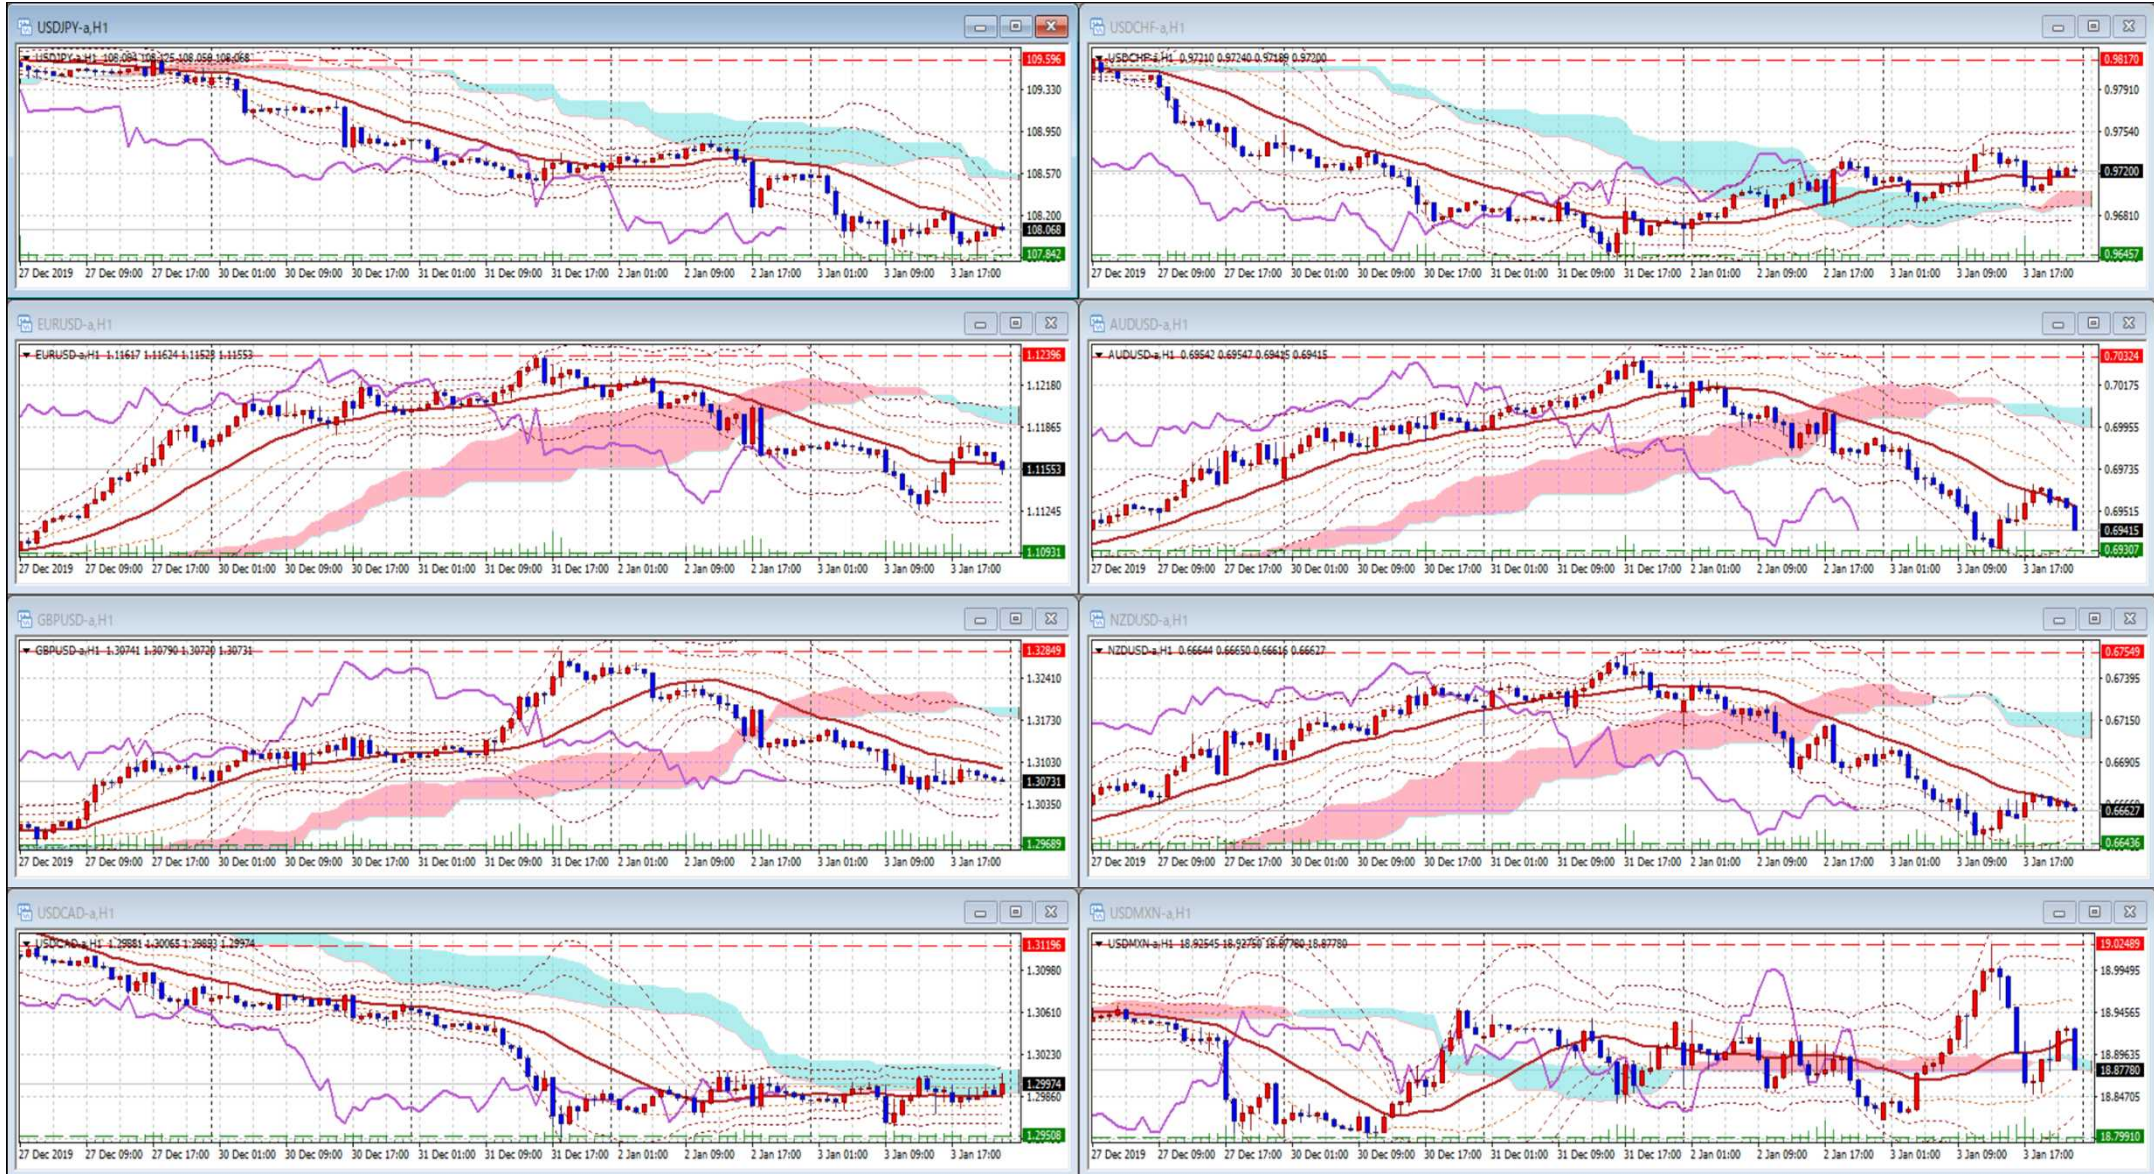 USDJPY-a,H1
USDJPY-a,H1 108.094 108.125 108.050 108.068
109.596
109.330
108.950
108.570
108.200
108.068
107.842
27 Dec 2019 27 Dec 09:00 27 Dec 17:00 30 Dec 01:00 30 Dec 09:00 30 Dec 17:00 31 Dec 01:00 31 Dec 09:00 31 Dec 17:00 2 Jan 01:00 2 Jan 09:00 2 Jan 17:00 3 Jan 01:00 3 Jan 09:00 3 Jan 17:00
USDCHF-a,H1
USDCHF-a,H1 0.97210 0.97240 0.97189 0.97200
0.98170
0.97910
0.97540
0.97200
0.96810
0.96457
27 Dec 2019 27 Dec 09:00 27 Dec 17:00 30 Dec 01:00 30 Dec 09:00 30 Dec 17:00 31 Dec 01:00 31 Dec 09:00 31 Dec 17:00 2 Jan 01:00 2 Jan 09:00 2 Jan 17:00 3 Jan 01:00 3 Jan 09:00 3 Jan 17:00
EURUSD-a,H1
EURUSD-a,H1 1.11617 1.11624 1.11523 1.11553
1.12396
1.12180
1.11865
1.11553
1.11245
1.10931
27 Dec 2019 27 Dec 09:00 27 Dec 17:00 30 Dec 01:00 30 Dec 09:00 30 Dec 17:00 31 Dec 01:00 31 Dec 09:00 31 Dec 17:00 2 Jan 01:00 2 Jan 09:00 2 Jan 17:00 3 Jan 01:00 3 Jan 09:00 3 Jan 17:00
AUDUSD-a,H1
AUDUSD-a,H1 0.69542 0.69547 0.69415 0.69415
0.70324
0.70175
0.69955
0.69735
0.69515
0.69415
0.69307
27 Dec 2019 27 Dec 09:00 27 Dec 17:00 30 Dec 01:00 30 Dec 09:00 30 Dec 17:00 31 Dec 01:00 31 Dec 09:00 31 Dec 17:00 2 Jan 01:00 2 Jan 09:00 2 Jan 17:00 3 Jan 01:00 3 Jan 09:00 3 Jan 17:00
GBPUSD-a,H1
GBPUSD-a,H1 1.30741 1.30790 1.30720 1.30731
1.32849
1.32410
1.31730
1.31030
1.30731
1.30350
1.29689
27 Dec 2019 27 Dec 09:00 27 Dec 17:00 30 Dec 01:00 30 Dec 09:00 30 Dec 17:00 31 Dec 01:00 31 Dec 09:00 31 Dec 17:00 2 Jan 01:00 2 Jan 09:00 2 Jan 17:00 3 Jan 01:00 3 Jan 09:00 3 Jan 17:00
NZDUSD-a,H1
NZDUSD-a,H1 0.66644 0.66650 0.66616 0.66627
0.67549
0.67395
0.67150
0.66905
0.66627
0.66436
27 Dec 2019 27 Dec 09:00 27 Dec 17:00 30 Dec 01:00 30 Dec 09:00 30 Dec 17:00 31 Dec 01:00 31 Dec 09:00 31 Dec 17:00 2 Jan 01:00 2 Jan 09:00 2 Jan 17:00 3 Jan 01:00 3 Jan 09:00 3 Jan 17:00
USDCAD-a,H1
USDCAD-a,H1 1.29881 1.30065 1.29893 1.29974
1.31196
1.30980
1.30610
1.30230
1.29974
1.29860
1.29508
27 Dec 2019 27 Dec 09:00 27 Dec 17:00 30 Dec 01:00 30 Dec 09:00 30 Dec 17:00 31 Dec 01:00 31 Dec 09:00 31 Dec 17:00 2 Jan 01:00 2 Jan 09:00 2 Jan 17:00 3 Jan 01:00 3 Jan 09:00 3 Jan 17:00
USDMXN-a,H1
USDMXN-a,H1 18.92545 18.92750 18.87780 18.87780
19.02489
18.99495
18.94565
18.89635
18.87780
18.84705
18.79910
27 Dec 2019 27 Dec 09:00 27 Dec 17:00 30 Dec 01:00 30 Dec 09:00 30 Dec 17:00 31 Dec 01:00 31 Dec 09:00 31 Dec 17:00 2 Jan 01:00 2 Jan 09:00 2 Jan 17:00 3 Jan 01:00 3 Jan 09:00 3 Jan 17:00